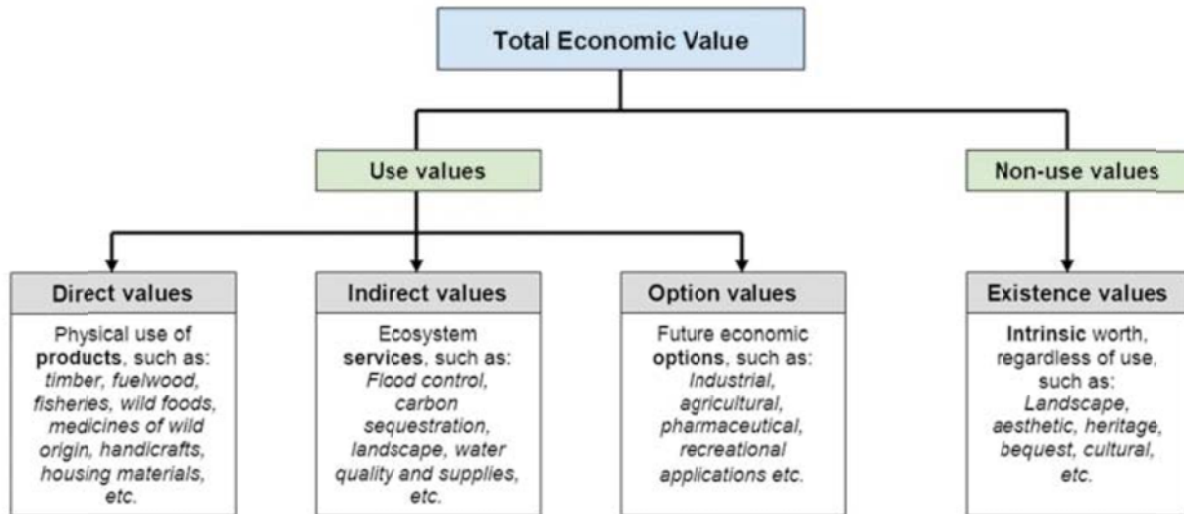 Total Economic Value
Use values
Non-use values
Direct values
Physical use of
products, such as:
timber, fuelwood,
fisheries, wild foods,
medicines of wild
origin, handicrafts,
housing materials,
etc.
Indirect values
Ecosystem
services, such as:
Flood control,
carbon
sequestration,
landscape, water
quality and supplies,
etc.
Option values
Future economic
options, such as:
Industrial,
agricultural,
pharmaceutical,
recreational
applications etc.
Existence values
Intrinsic worth,
regardless of use,
such as:
Landscape,
aesthetic, heritage,
bequest, cultural,
etc.